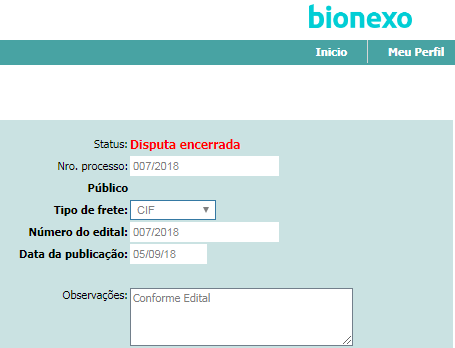 bionexo
Inicio Meu Perfil
Status: Disputa encerrada
Nro. processo: 007/2018
Público
Tipo de frete: CIF
Número do edital: 007/2018
Data da publicação: 05/09/18
Observações: Conforme Edital